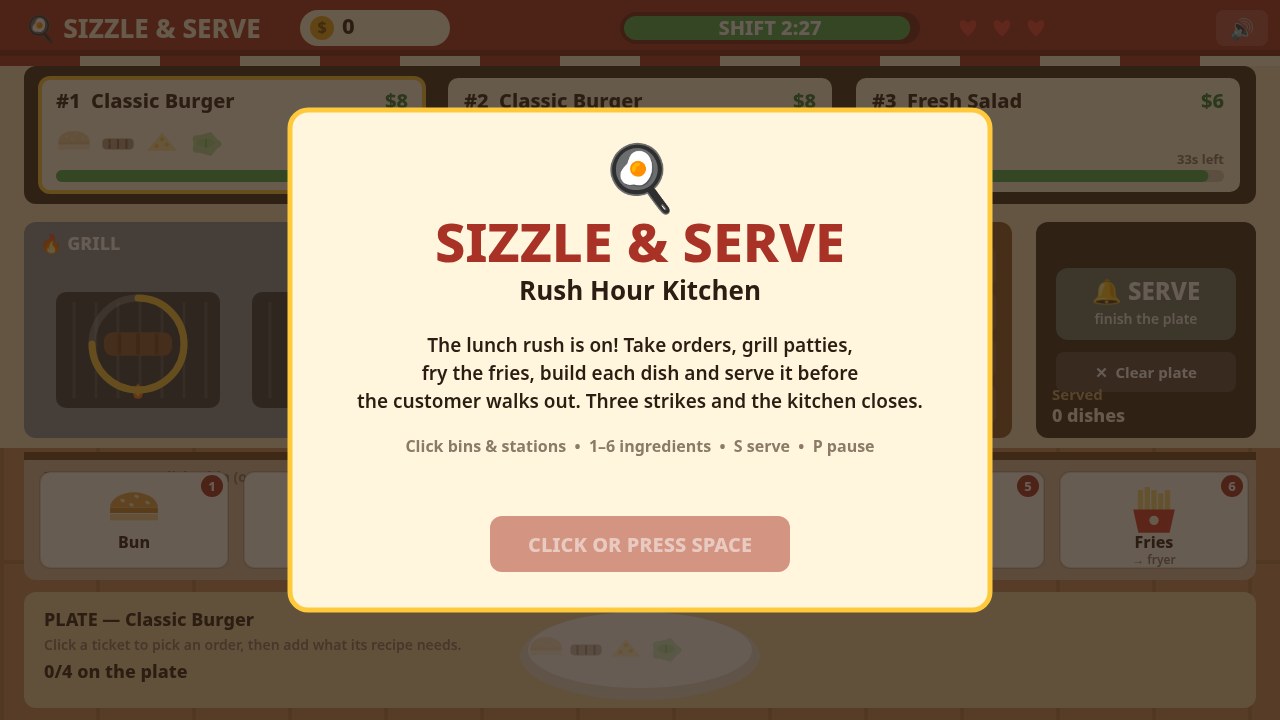 SIZZLE & SERVE
$ 0
SHIFT 2:27
#1 Classic Burger $8
#2 Classic Burger $8
#3 Fresh Salad $6
33s left
GRILL
SIZZLE & SERVE
Rush Hour Kitchen
The lunch rush is on! Take orders, grill patties,
fry the fries, build each dish and serve it before
the customer walks out. Three strikes and the kitchen closes.
Click bins & stations • 1–6 ingredients • S serve • P pause
CLICK OR PRESS SPACE
SERVE
finish the plate
✕ Clear plate
Served
0 dishes
1
Bun
5
6
Fries
→ fryer
PLATE — Classic Burger
Click a ticket to pick an order, then add what its recipe needs.
0/4 on the plate